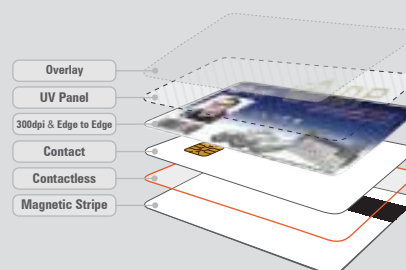 Overlay
UV Panel
300dpi & Edge to Edge
Contact
Contactless
Magnetic Stripe